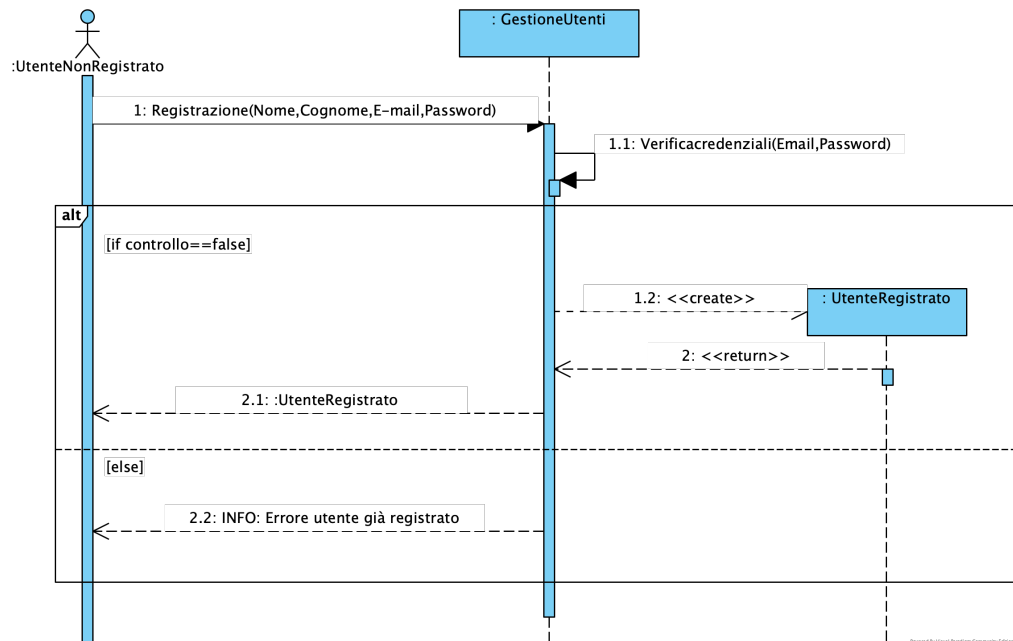 : GestioneUtenti
:UtenteNonRegistrato
1: Registrazione(Nome,Cognome,E-mail,Password)
1.1: Verificacredenziali(Email,Password)
alt
[if controllo==false]
1.2: <<create>>
: UtenteRegistrato
2: <<return>>
2.1: :UtenteRegistrato
[else]
2.2: INFO: Errore utente già registrato